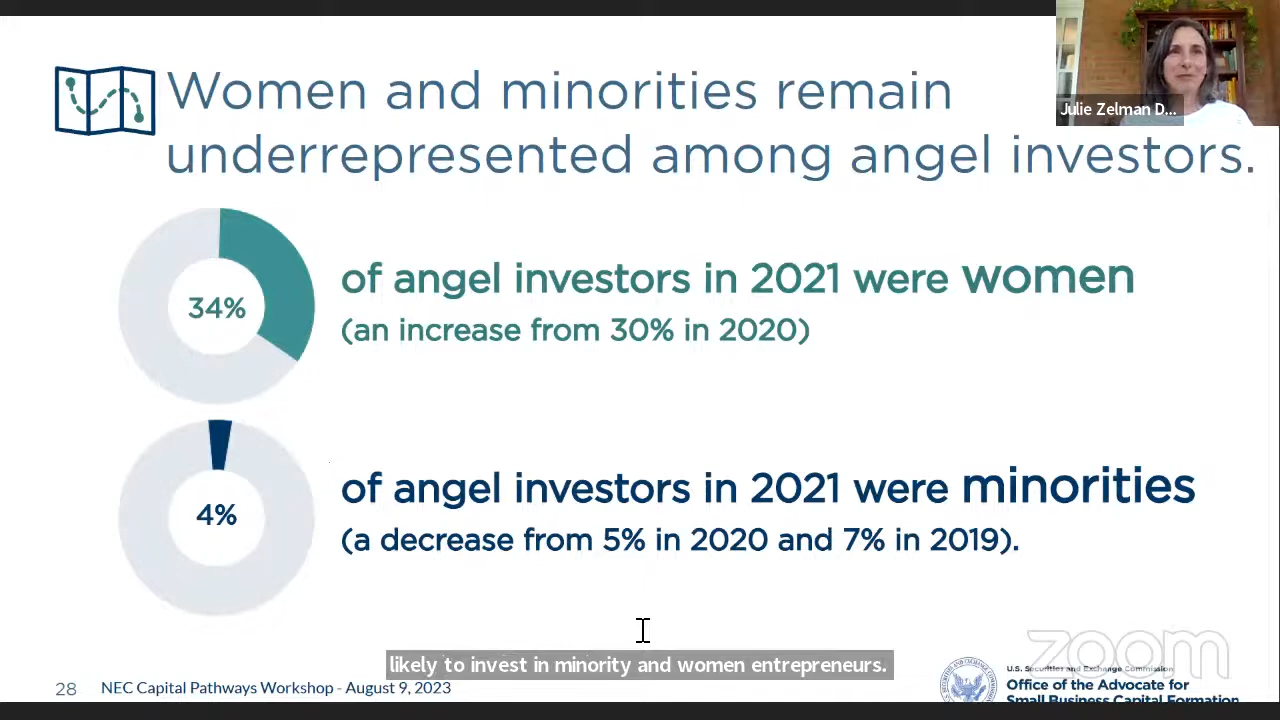 Women and minorities remain
underrepresented among angel investors.
Julie Zelman D...
34%
of angel investors in 2021 were women
(an increase from 30% in 2020)
4%
of angel investors in 2021 were minorities
(a decrease from 5% in 2020 and 7% in 2019).
likely to invest in minority and women entrepreneurs.
zoom
28
NEC Capital Pathways Workshop - August 9, 2023
U.S. Securities and Exchange Commission
Office of the Advocate for
Small Business Capital Formation